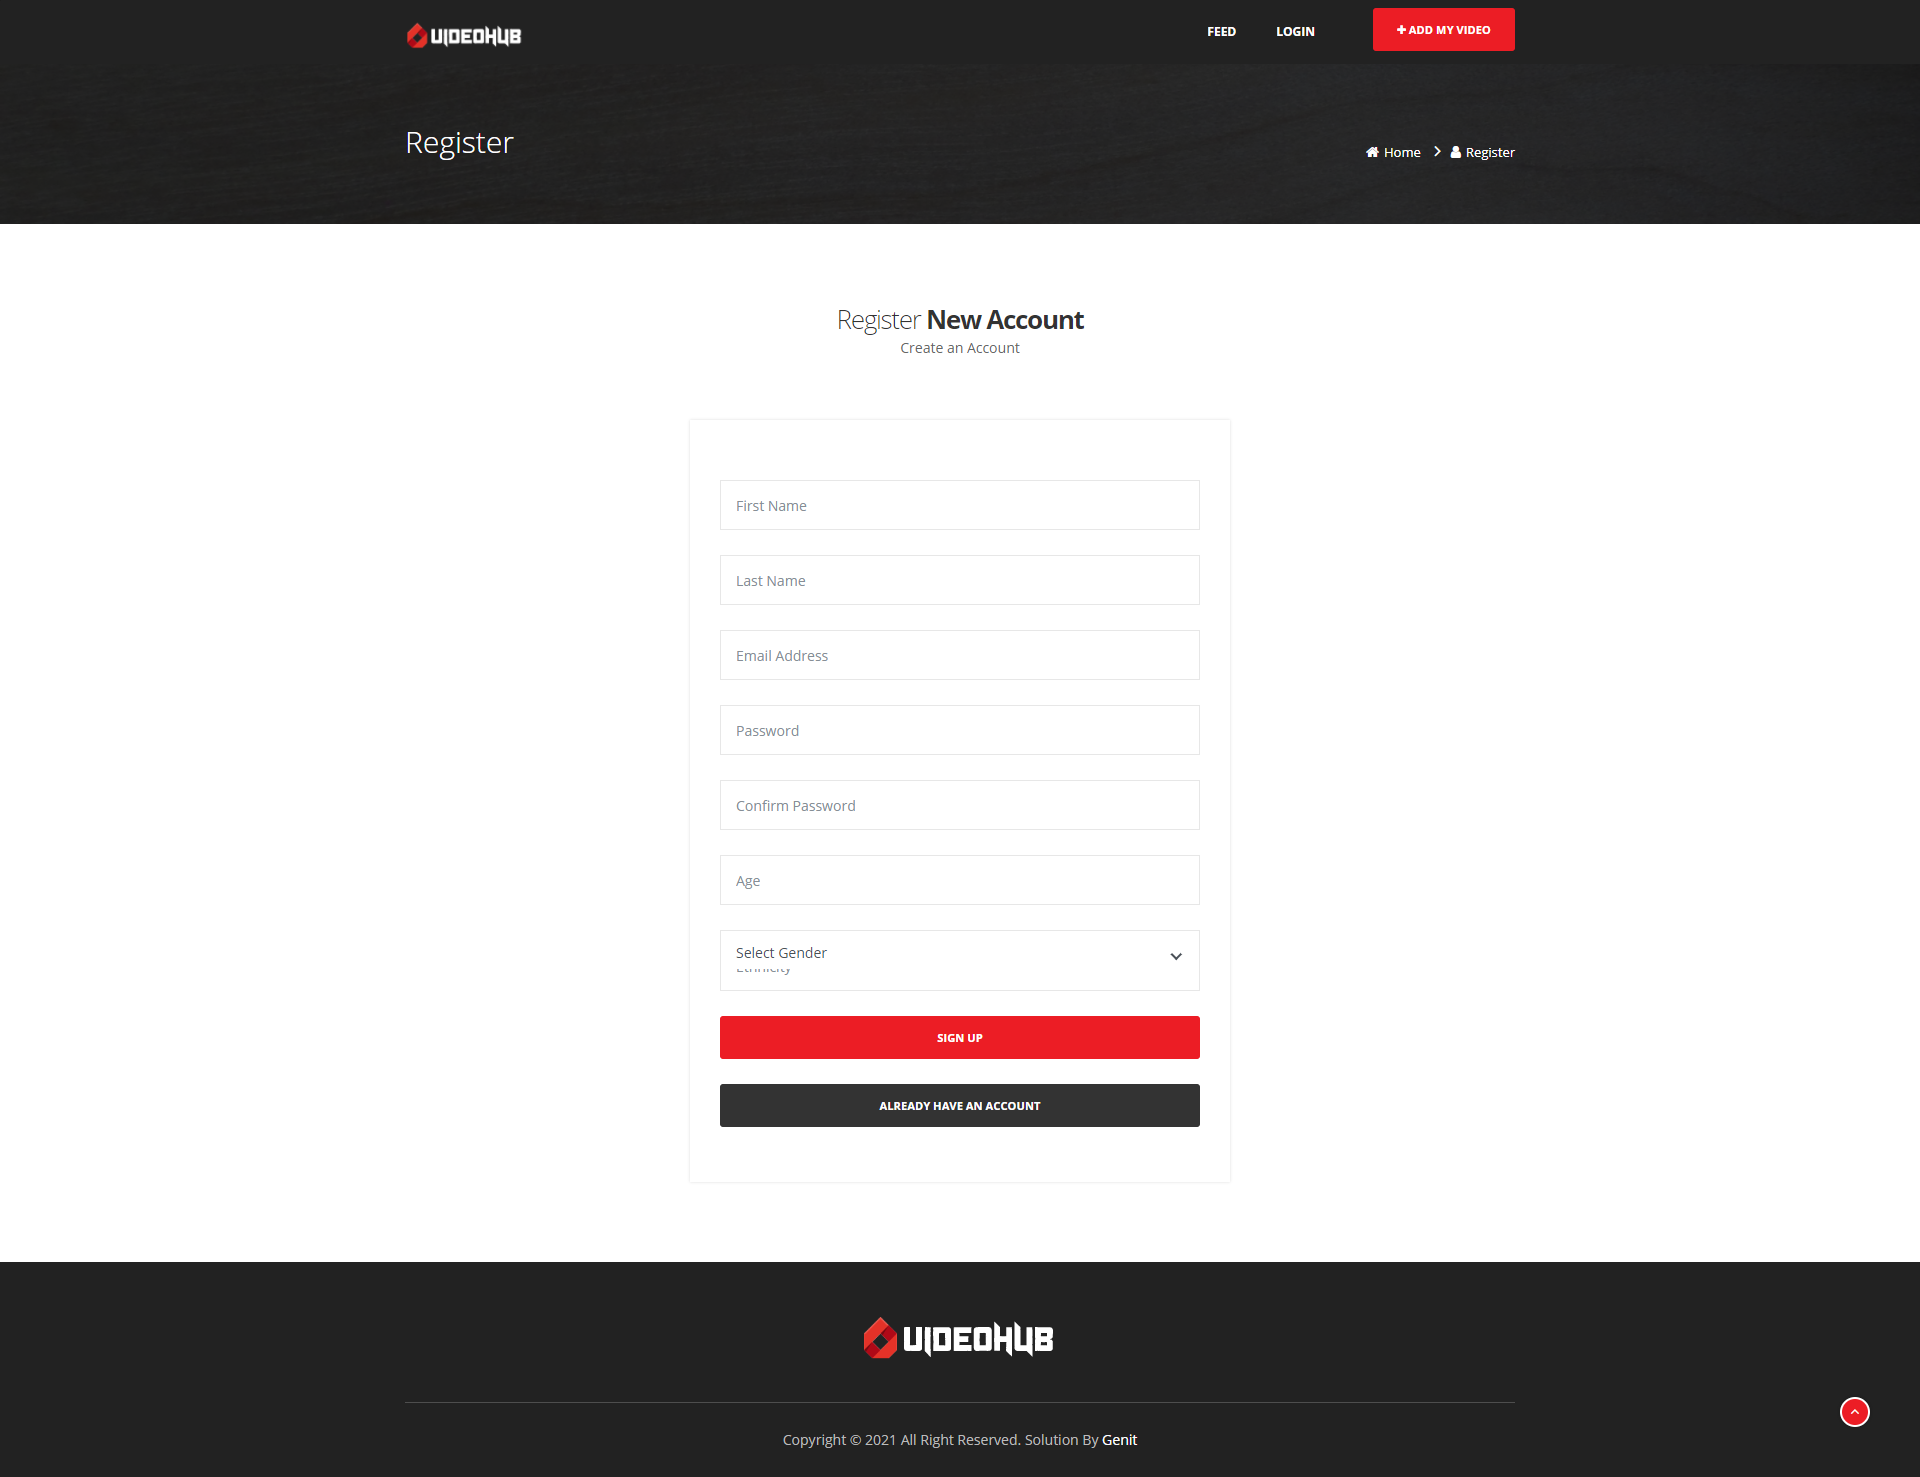 VIDEOHUB
FEED
LOGIN
ADD MY VIDEO
Register
Home
Register
Register New Account
Create an Account
First Name
Last Name
Email Address
Password
Confirm Password
Age
Select Gender
Ethnicity
SIGN UP
ALREADY HAVE AN ACCOUNT
VIDEOHUB
Copyright © 2021 All Right Reserved. Solution By Genit